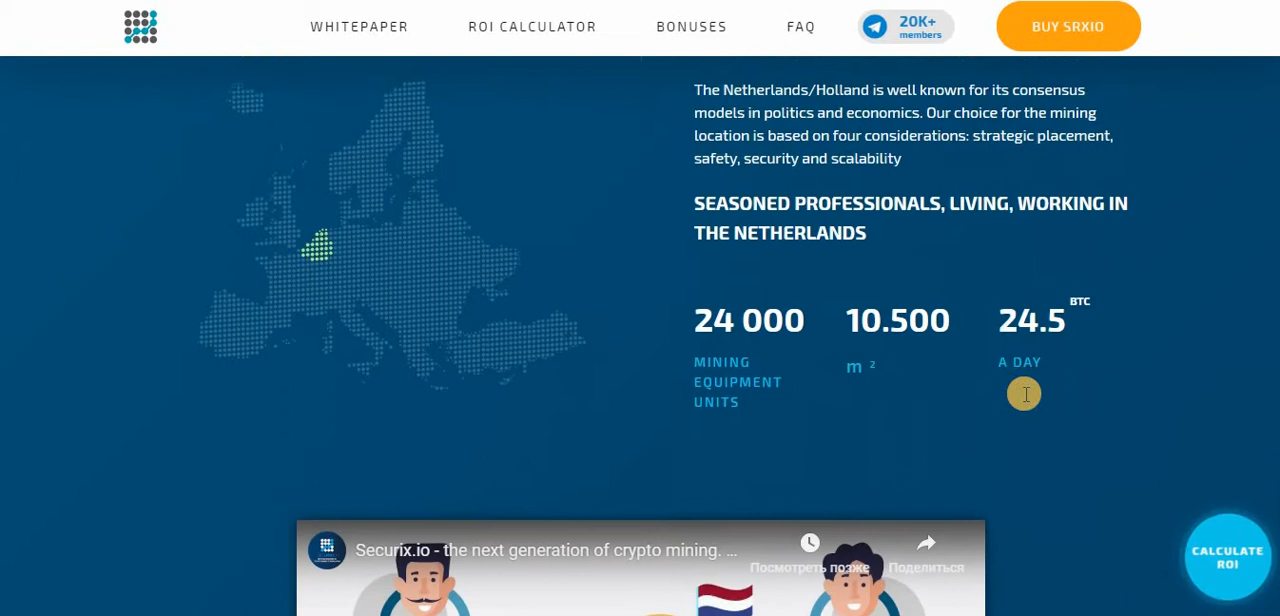 WHITEPAPER
ROI CALCULATOR
BONUSES
FAQ
20K+
members
BUY SRXIO
The Netherlands/Holland is well known for its consensus
models in politics and economics. Our choice for the mining
location is based on four considerations: strategic placement,
safety, security and scalability
SEASONED PROFESSIONALS, LIVING, WORKING IN
THE NETHERLANDS
24 000
MINING
EQUIPMENT
UNITS
10.500
m ²
24.5 BTC
A DAY
CALCULATE
ROI
Securix.io - the next generation of crypto mining. ...
Посмотреть позже
Поделиться